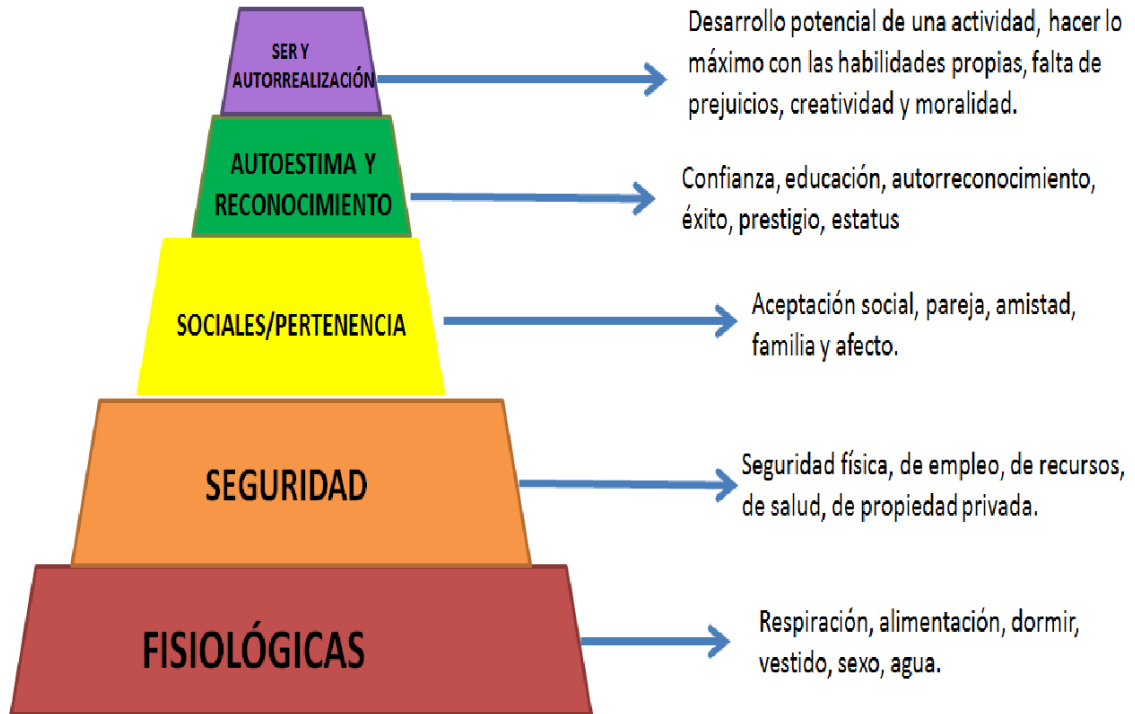 SER Y
AUTORREALIZACIÓN
Desarrollo potencial de una actividad, hacer lo
máximo con las habilidades propias, falta de
prejuicios, creatividad y moralidad.
AUTOESTIMA Y
RECONOCIMIENTO
Confianza, educación, autorreconocimiento,
éxito, prestigio, estatus
SOCIALES/PERTENENCIA
Aceptación social, pareja, amistad,
familia y afecto.
SEGURIDAD
Seguridad física, de empleo, de recursos,
de salud, de propiedad privada.
FISIOLÓGICAS
Respiración, alimentación, dormir,
vestido, sexo, agua.